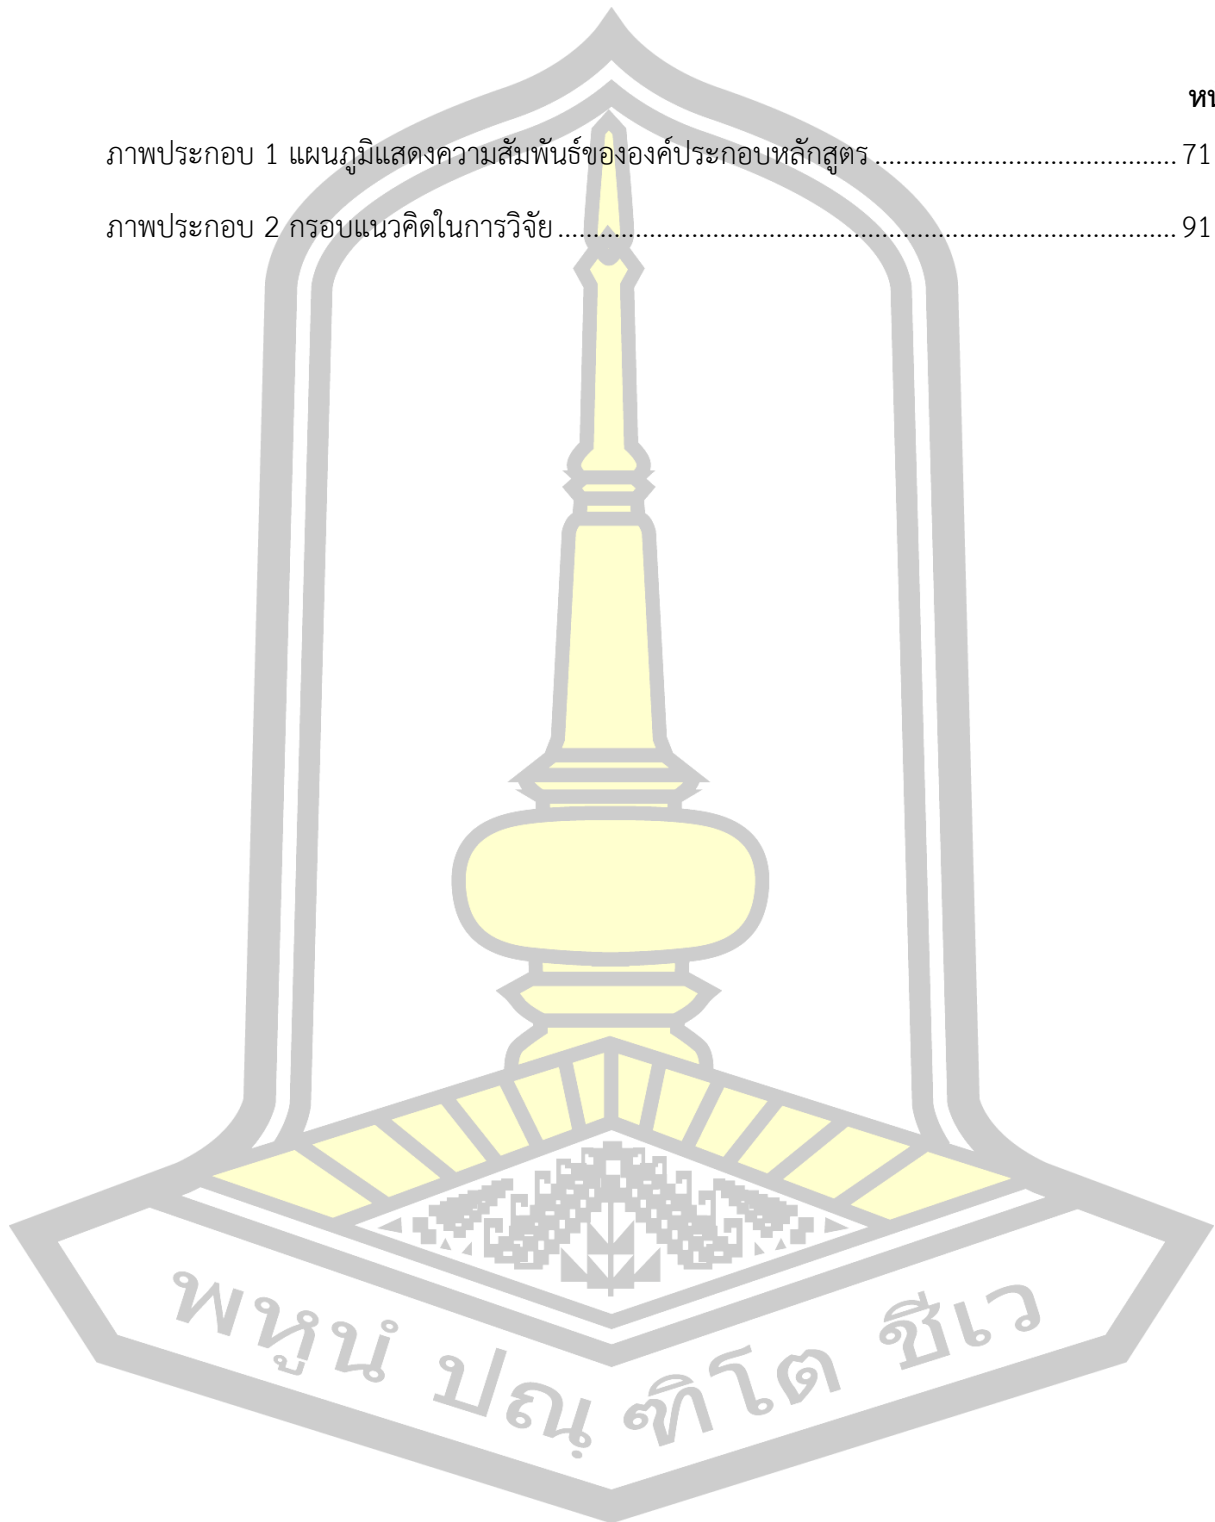 ภาพประกอบ 1 แผนภูมิแสดงความสัมพันธ์ขององค์ประกอบหลักสูตร .................................... 71
ภาพประกอบ 2 กรอบแนวคิดในการวิจัย .......................................................................... 91
พหูนํ ปณฺฑิโต ชีเว